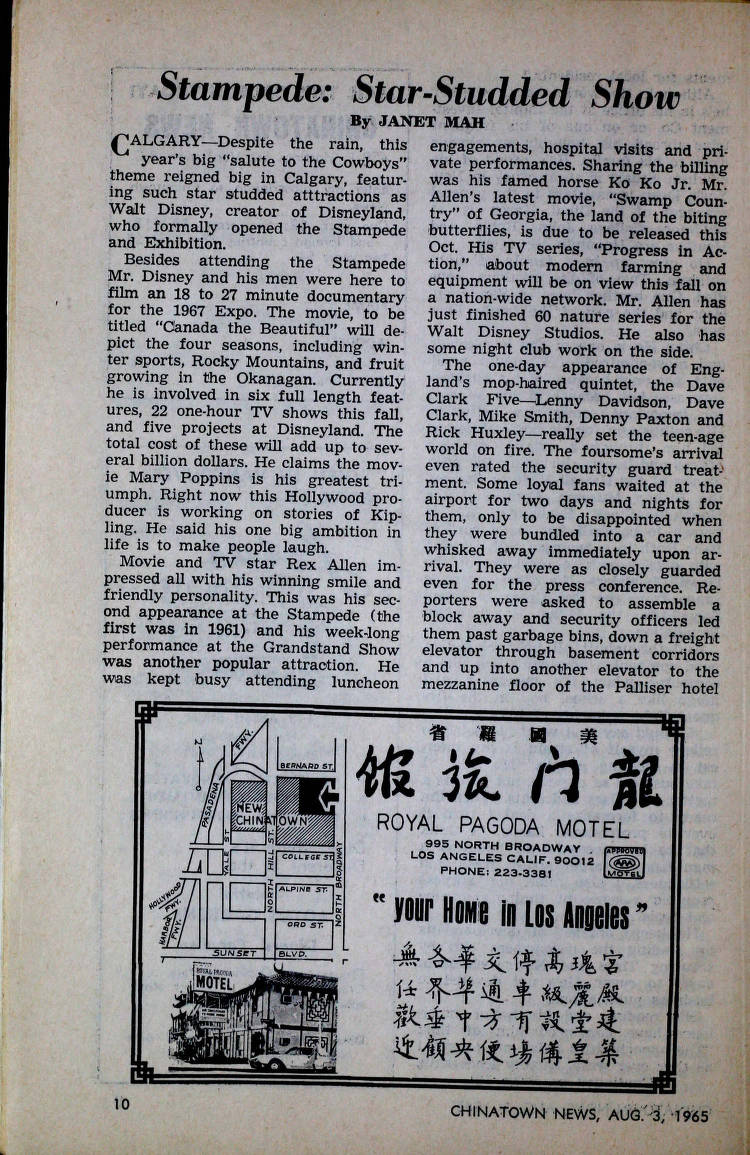 Stampede: Star-Studded Show
By JANET MAH
CALGARY—Despite the rain, this
year's big "salute to the Cowboys"
theme reigned big in Calgary, featur-
ing such star studded atttractions as
Walt Disney, creator of Disneyland,
who formally opened the Stampede
and Exhibition.
Besides attending the Stampede
Mr. Disney and his men were here to
film an 18 to 27 minute documentary
for the 1967 Expo. The movie, to be
titled "Canada the Beautiful" will de-
pict the four seasons, including win-
ter sports, Rocky Mountains, and fruit
growing in the Okanagan. Currently
he is involved in six full length feat-
ures, 22 one-hour TV shows this fall,
and five projects at Disneyland. The
total cost of these will add up to sev-
eral billion dollars. He claims the mov-
ie Mary Poppins is his greatest tri-
umph. Right now this Hollywood pro-
ducer is working on stories of Kip-
ling. He said his one big ambition in
life is to make people laugh.
Movie and TV star Rex Allen im-
pressed all with his winning smile and
friendly personality. This was his sec-
ond appearance at the Stampede (the
first was in 1961) and his week-long
performance at the Grandstand Show
was another popular attraction. He
was kept busy attending luncheon
engagements, hospital visits and pri-
vate performances. Sharing the billing
was his famed horse Ko Ko Jr. Mr.
Allen's latest movie, "Swamp Coun-
try" of Georgia, the land of the biting
butterflies, is due to be released this
Oct. His TV series, "Progress in Ac-
tion," about modern farming and
equipment will be on view this fall on
a nation-wide network. Mr. Allen has
just finished 60 nature series for the
Walt Disney Studios. He also has
some night club work on the side.
The one-day appearance of Eng-
land's mop-haired quintet, the Dave
Clark Five—Lenny Davidson, Dave
Clark, Mike Smith, Denny Paxton and
Rick Huxley—really set the teen-age
world on fire. The foursome's arrival
even rated the security guard treat-
ment. Some loyal fans waited at the
airport for two days and nights for
them, only to be disappointed when
they were bundled into a car and
whisked away immediately upon ar-
rival. They were as closely guarded
even for the press conference. Re-
porters were asked to assemble a
block away and security officers led
them past garbage bins, down a freight
elevator through basement corridors
and up into another elevator to the
mezzanine floor of the Palliser hotel
N
FWY.
PASADENA
BERNARD ST.
NEW
CHINATOWN
YALE ST
NORTH HILL ST.
COLLEGE ST
NORTH BROADWAY
ALPINE ST.
HOLLYWOOD
FWY.
HARBOR
FWY.
ORD ST.
SUNSET BLVD.
ROYAL PAGODA
MOTEL
美國羅省
龍门旅館
ROYAL PAGODA MOTEL
995 NORTH BROADWAY
LOS ANGELES CALIF. 90012
PHONE: 223-3381
APPROVED
AAA
MOTEL
"your Home in Los Angeles"
宮殿建築
瑰麗堂皇
高級設備
停車有場
交通方便
華埠中央
各界垂顧
無任歡迎
10
CHINATOWN NEWS, AUG. 3, 1965